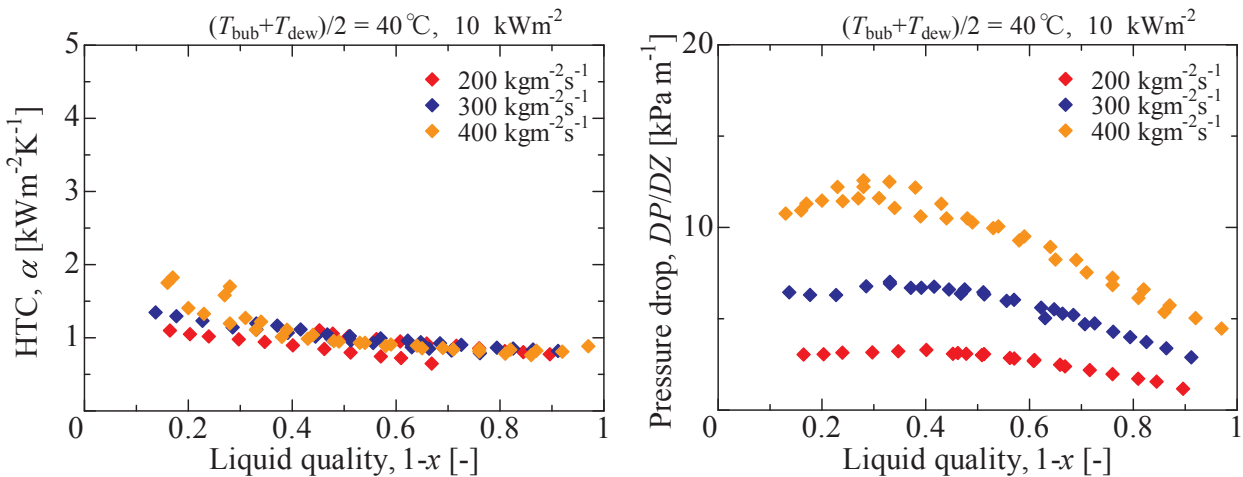 (T_bub+T_dew)/2 = 40℃, 10 kWm^-2
5
4
3
2
1
0
0.2
0.4
0.6
0.8
1
HTC, α [kWm^-2K^-1]
Liquid quality, 1-x [-]
200 kgm^-2s^-1
300 kgm^-2s^-1
400 kgm^-2s^-1
(T_bub+T_dew)/2 = 40℃, 10 kWm^-2
20
10
0
0.2
0.4
0.6
0.8
1
Pressure drop, DP/DZ [kPa m^-1]
Liquid quality, 1-x [-]
200 kgm^-2s^-1
300 kgm^-2s^-1
400 kgm^-2s^-1